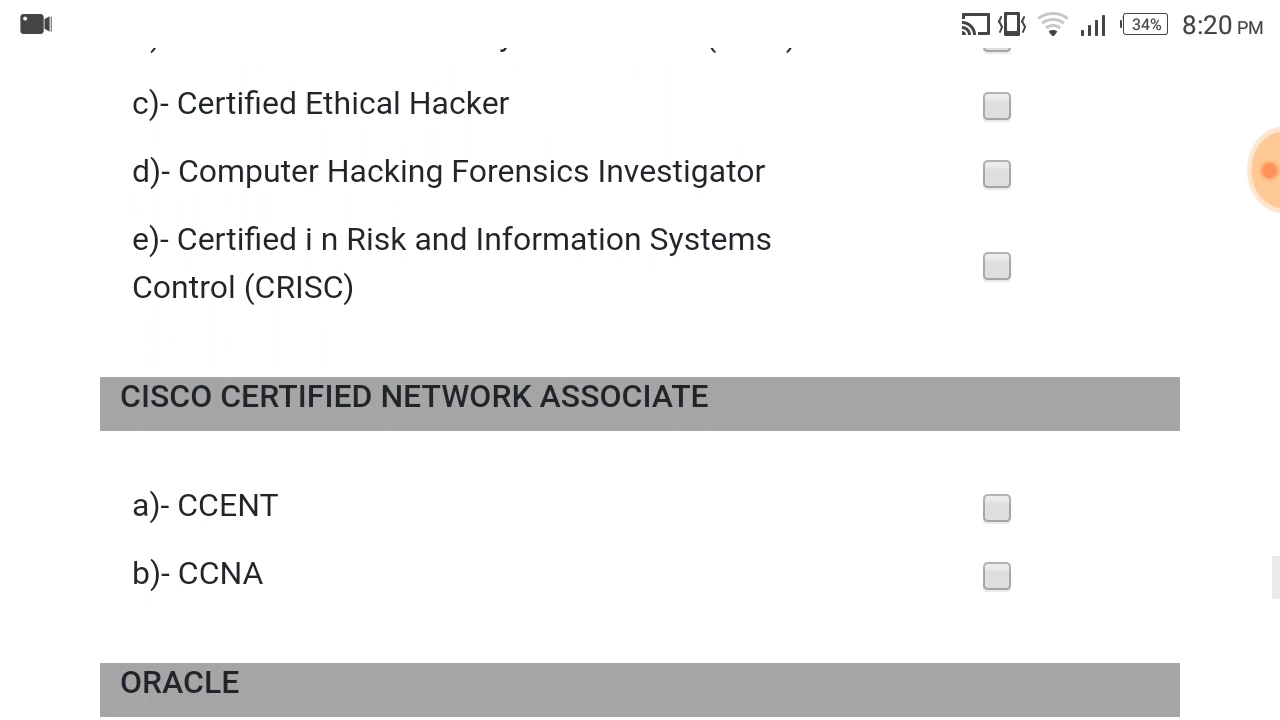 34% 8:20 PM
c)- Certified Ethical Hacker
d)- Computer Hacking Forensics Investigator
e)- Certified i n Risk and Information Systems
Control (CRISC)
CISCO CERTIFIED NETWORK ASSOCIATE
a)- CCENT
b)- CCNA
ORACLE